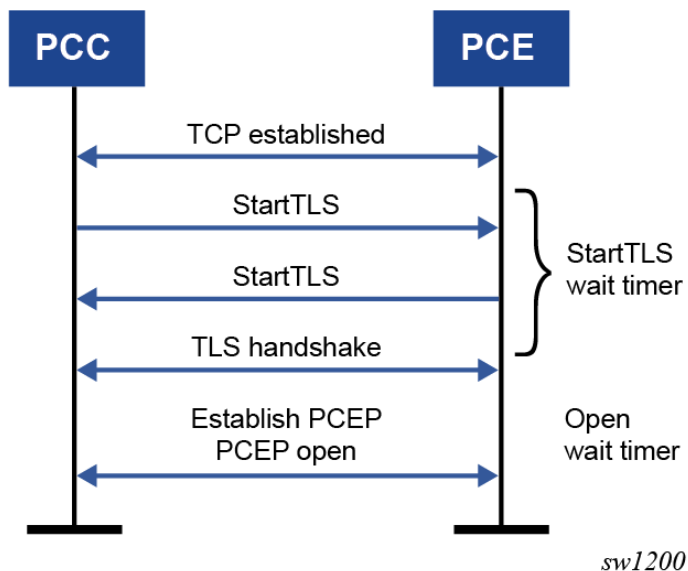 PCC
PCE
TCP established
StartTLS
StartTLS
StartTLS
wait timer
TLS handshake
Establish PCEP
PCEP open
Open
wait timer
sw1200